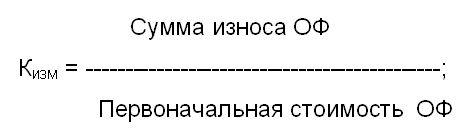 Сумма износа ОФ
Кизм = ---------------------------------------------;
Первоначальная стоимость ОФ